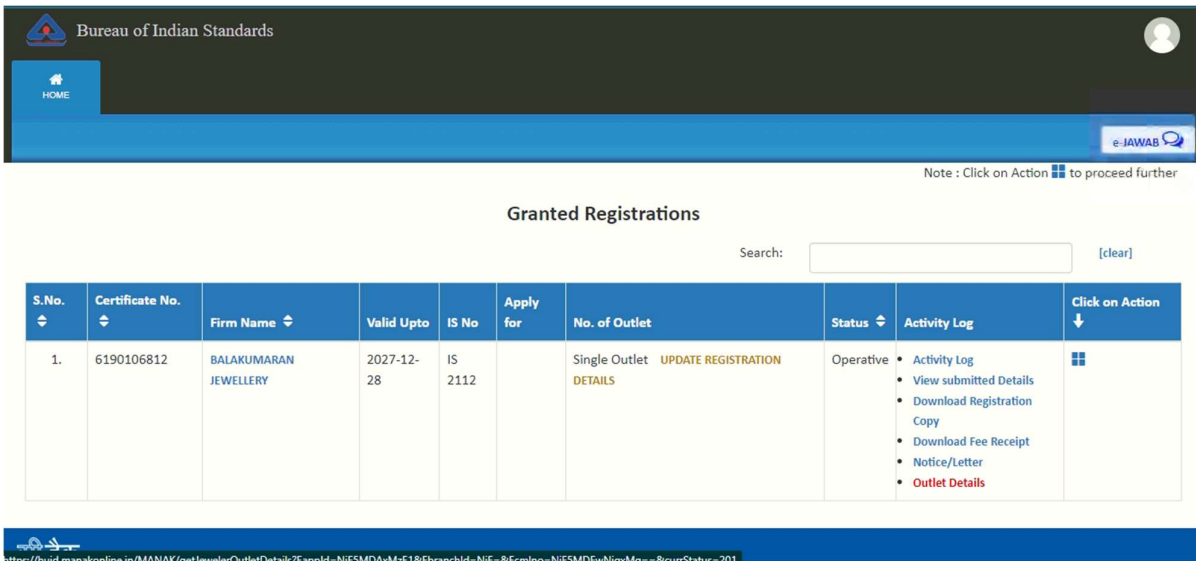 Bureau of Indian Standards
HOME
e-JAWAB
Note : Click on Action to proceed further
Granted Registrations
Search:
[clear]
S.No.
Certificate No.
Firm Name
Valid Upto
IS No
Apply
for
No. of Outlet
Status
Activity Log
Click on Action
1.
6190106812
BALAKUMARAN
JEWELLERY
2027-12-
28
IS
2112
Single Outlet UPDATE REGISTRATION
DETAILS
Operative
Activity Log
View submitted Details
Download Registration
Copy
Download Fee Receipt
Notice/Letter
Outlet Details